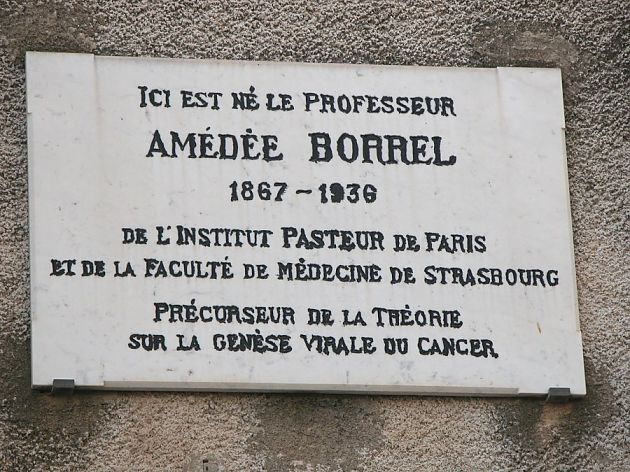 ICI EST NÉ LE PROFESSEUR
AMÉDÉE BORREL
1867 - 1936
DE L'INSTITUT PASTEUR DE PARIS
ET DE LA FACULTÉ DE MÉDECINE DE STRASBOURG
PRÉCURSEUR DE LA THÉORIE
SUR LA GENÈSE VIRALE DU CANCER.